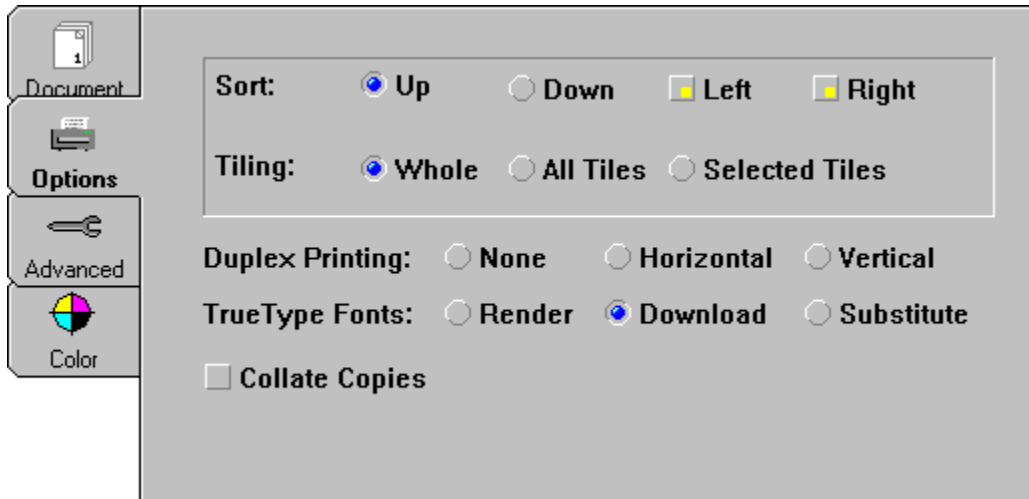 1
Document
Options
Advanced
Color
Sort: Up Down Left Right
Tiling: Whole All Tiles Selected Tiles
Duplex Printing: None Horizontal Vertical
TrueType Fonts: Render Download Substitute
Collate Copies